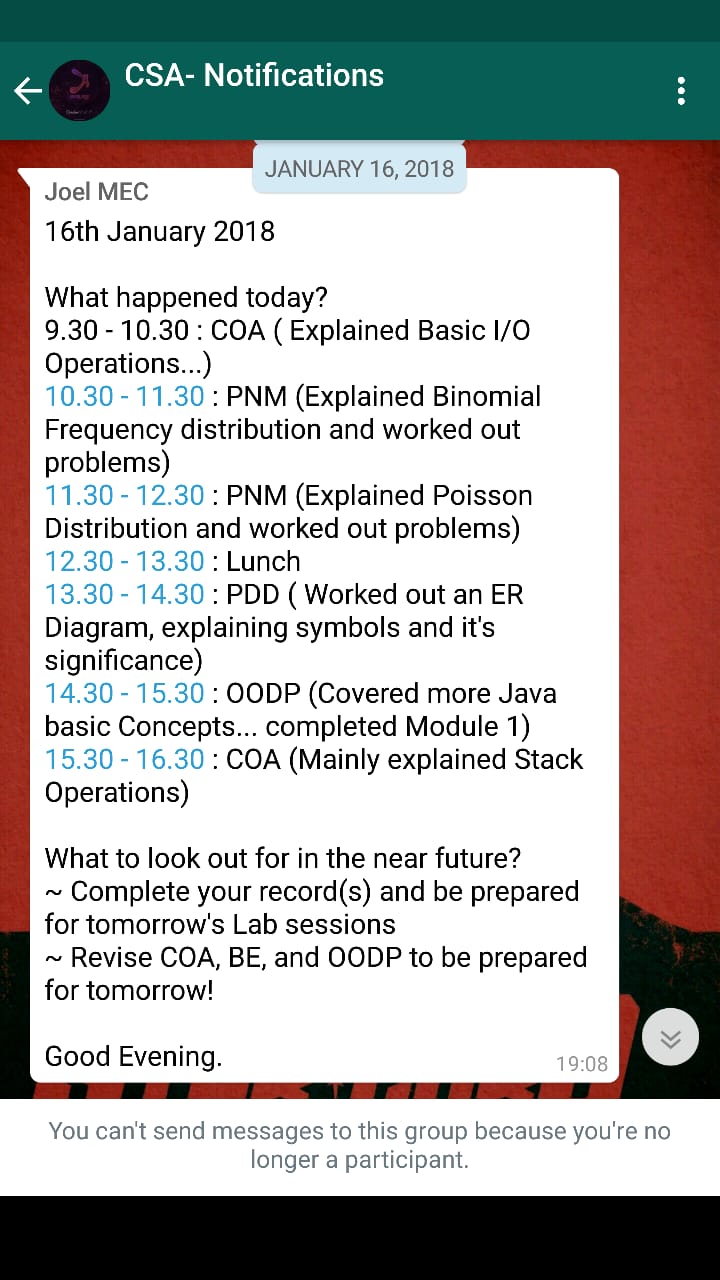 CSA- Notifications
JANUARY 16, 2018
Joel MEC
16th January 2018
What happened today?
9.30 - 10.30 : COA ( Explained Basic I/O
Operations...)
10.30 - 11.30 : PNM (Explained Binomial
Frequency distribution and worked out
problems)
11.30 - 12.30 : PNM (Explained Poisson
Distribution and worked out problems)
12.30 - 13.30 : Lunch
13.30 - 14.30 : PDD ( Worked out an ER
Diagram, explaining symbols and it's
significance)
14.30 - 15.30 : OODP (Covered more Java
basic Concepts... completed Module 1)
15.30 - 16.30 : COA (Mainly explained Stack
Operations)
What to look out for in the near future?
~ Complete your record(s) and be prepared
for tomorrow's Lab sessions
~ Revise COA, BE, and OODP to be prepared
for tomorrow!
Good Evening.
19:08
You can't send messages to this group because you're no
longer a participant.